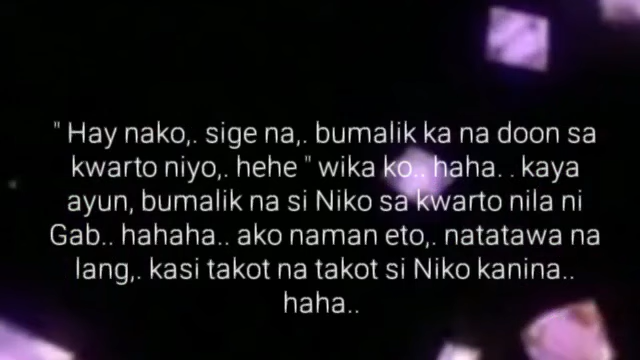 " Hay nako,. sige na,. bumalik ka na doon sa
kwarto niyo,. hehe " wika ko.. haha. . kaya
ayun, bumalik na si Niko sa kwarto nila ni
Gab.. hahaha.. ako naman eto,. natatawa na
lang,. kasi takot na takot si Niko kanina..
haha..